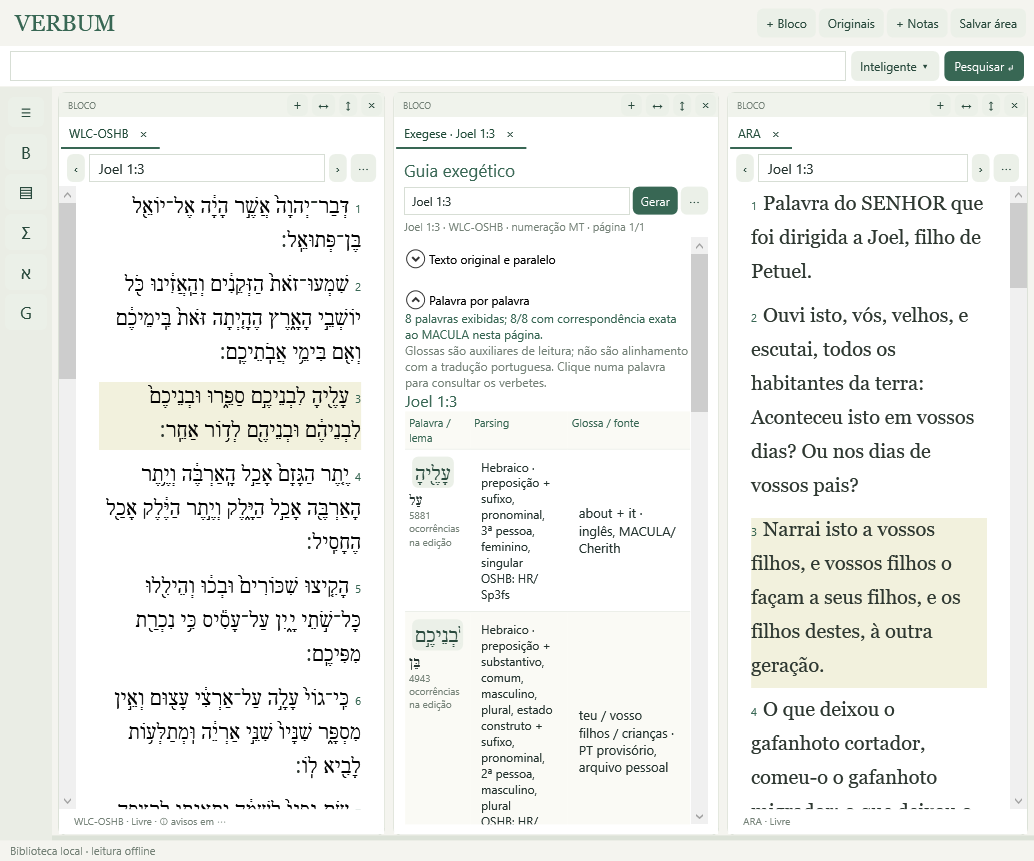 VERBUM
+ Bloco
Originais
+ Notas
Salvar área
Inteligente
Pesquisar
BLOCO
WLC-OSHB ×
Joel 1:3
1 דְּבַר־יְהוָה֙ אֲשֶׁ֣ר הָיָ֔ה אֶל־יוֹאֵ֖ל
בֶּן־פְּתוּאֵֽל׃
2 שִׁמְעוּ־זֹאת֙ הַזְּקֵנִ֔ים וְהַֽאֲזִ֔ינוּ כֹּ֖ל
יוֹשְׁבֵ֣י הָאָ֑רֶץ הֶהָ֤יְתָה זֹּאת֙ בִּֽימֵיכֶ֔ם
וְאִ֖ם בִּימֵ֥י אֲבֹֽתֵיכֶֽם׃
3 עָלֶ֖יהָ לִבְנֵיכֶ֣ם סַפֵּ֑רוּ וּבְנֵיכֶם֙
לִבְנֵיהֶ֔ם וּבְנֵיהֶ֖ם לְד֥וֹר אַחֵֽר׃
4 יֶ֤תֶר הַגָּזָם֙ אָכַ֣ל הָֽאַרְבֶּ֔ה וְיֶ֥תֶר
הָאַרְבֶּ֖ה אָכַ֣ל הַיָּ֑לֶק וְיֶ֣תֶר הַיֶּ֔לֶק אָכַ֖ל
הֶחָסִֽיל׃
5 הָקִ֤יצוּ שִׁכּוֹרִים֙ וּבְכ֔וּ וְהֵילִ֖לוּ
כָּל־שֹׁ֣תֵי יָ֑יִן עַל־עָסִ֕יס כִּ֥י נִכְרַ֖ת
מִפִּיכֶֽם׃
6 כִּֽי־גוֹי֙ עָלָ֣ה עַל־אַרְצִ֔י עָצ֖וּם וְאֵ֣ין
מִסְפָּ֑ר שִׁנָּיו֙ שִׁנֵּ֣י אַרְיֵ֔ה וּֽמְתַלְּע֥וֹת
לָבִ֖יא לֽוֹ׃
WLC-OSHB · Livre · ⓘ avisos em ···
BLOCO
Exegese · Joel 1:3 ×
Guia exegético
Joel 1:3
Gerar
Joel 1:3 · WLC-OSHB · numeração MT · página 1/1
Texto original e paralelo
Palavra por palavra
8 palavras exibidas; 8/8 com correspondência exata
ao MACULA nesta página.
Glossas são auxiliares de leitura; não são alinhamento
com a tradução portuguesa. Clique numa palavra
para consultar os verbetes.
Joel 1:3
Palavra /
lema
Parsing
Glossa / fonte
עָלֶ֖יהָ
עַל
5881
ocorrências
na edição
Hebraico ·
preposição +
sufixo,
pronominal,
3ª pessoa,
feminino,
singular
OSHB: HR/
Sp3fs
about + it ·
inglês, MACULA/
Cherith
בְנֵיכֶ֣ם
בֵּן
4943
ocorrências
na edição
Hebraico ·
preposição +
substantivo,
comum,
masculino,
plural, estado
construto +
sufixo,
pronominal,
2ª pessoa,
masculino,
plural
OSHB: HR/
teu / vosso
filhos / crianças ·
PT provisório,
arquivo pessoal
BLOCO
ARA ×
Joel 1:3
1 Palavra do SENHOR que
foi dirigida a Joel, filho de
Petuel.
2 Ouvi isto, vós, velhos, e
escutai, todos os
habitantes da terra:
Aconteceu isto em vossos
dias? Ou nos dias de
vossos pais?
3 Narrai isto a vossos
filhos, e vossos filhos o
façam a seus filhos, e os
filhos destes, à outra
geração.
4 O que deixou o
gafanhoto cortador,
comeu-o o gafanhoto
ARA · Livre
Biblioteca local · leitura offline